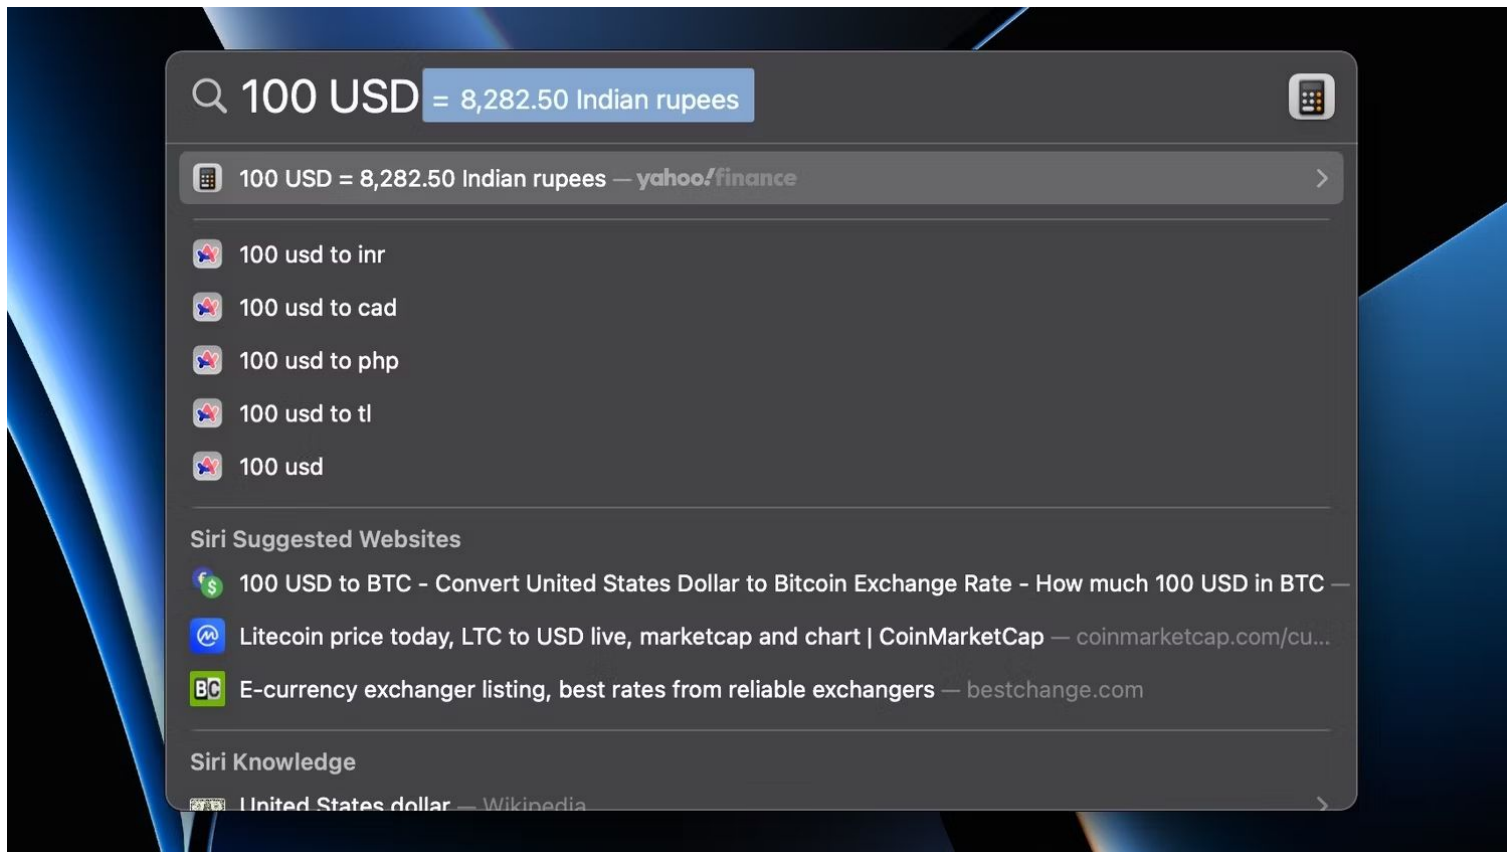 100 USD = 8,282.50 Indian rupees
100 USD = 8,282.50 Indian rupees — yahoo!finance
100 usd to inr
100 usd to cad
100 usd to php
100 usd to tl
100 usd
Siri Suggested Websites
100 USD to BTC - Convert United States Dollar to Bitcoin Exchange Rate - How much 100 USD in BTC —
Litecoin price today, LTC to USD live, marketcap and chart | CoinMarketCap — coinmarketcap.com/cu...
BC E-currency exchanger listing, best rates from reliable exchangers — bestchange.com
Siri Knowledge
United States dollar — Wikipedia